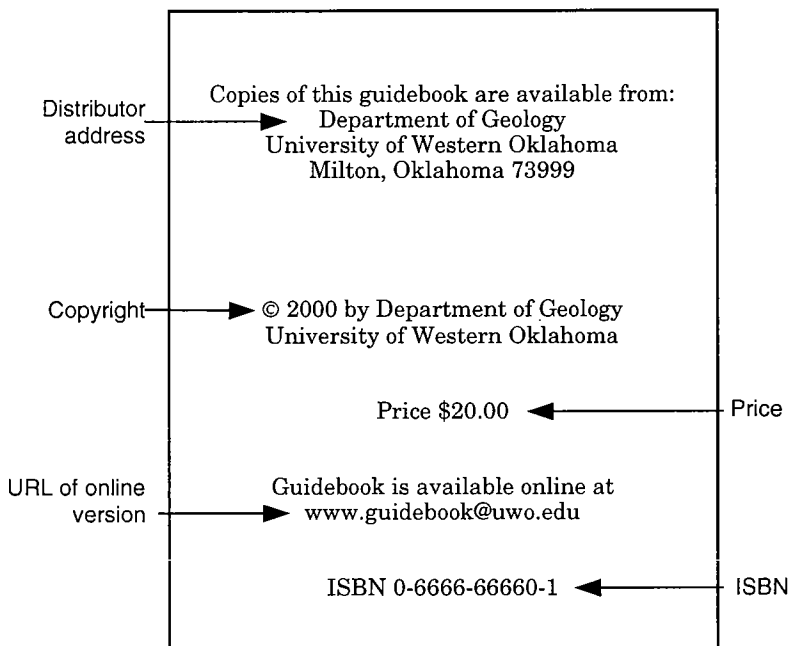 Copies of this guidebook are available from:
Distributor
address
Department of Geology
University of Western Oklahoma
Milton, Oklahoma 73999
Copyright
© 2000 by Department of Geology
University of Western Oklahoma
Price $20.00
Price
URL of online
version
Guidebook is available online at
www.guidebook@uwo.edu
ISBN 0-6666-66660-1
ISBN